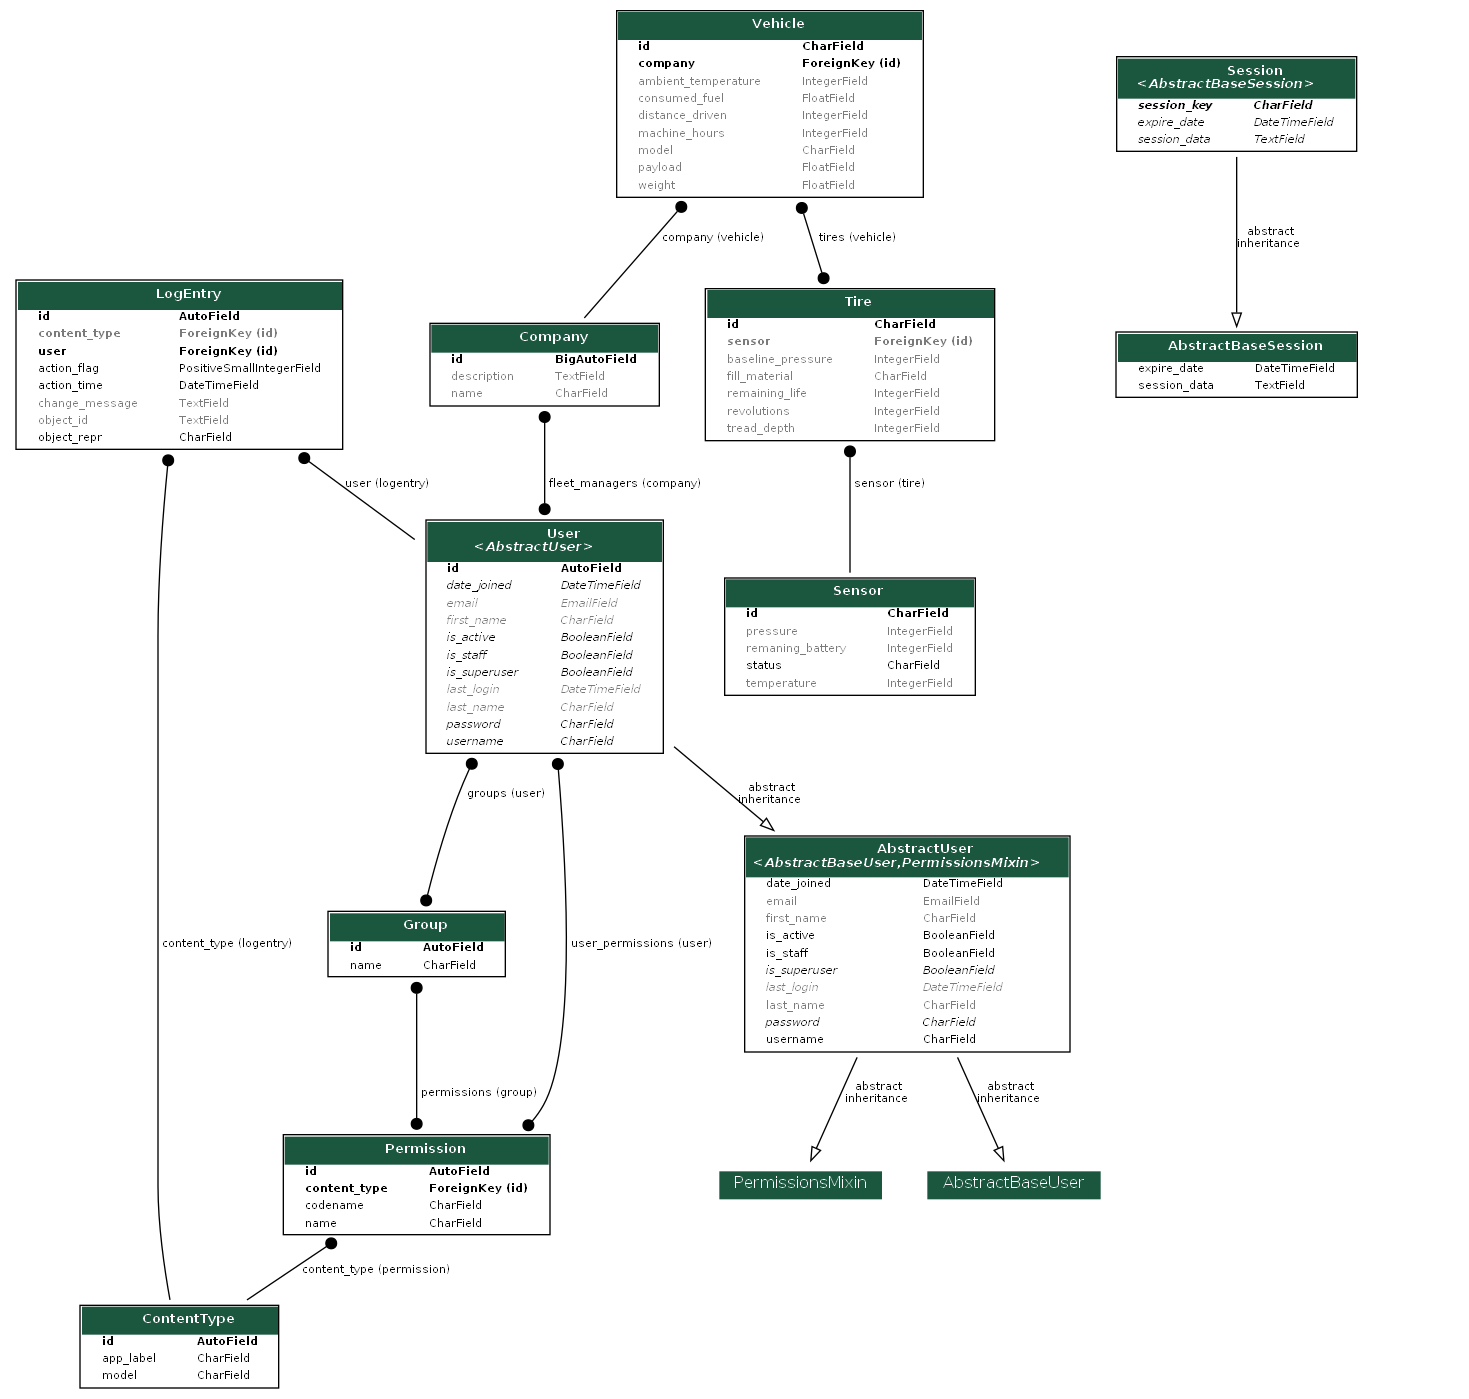 Vehicle
id CharField
company ForeignKey (id)
ambient_temperature IntegerField
consumed_fuel FloatField
distance_driven IntegerField
machine_hours IntegerField
model CharField
payload FloatField
weight FloatField
Session
<AbstractBaseSession>
session_key CharField
expire_date DateTimeField
session_data TextField
company (vehicle)
tires (vehicle)
abstract
inheritance
LogEntry
id AutoField
content_type ForeignKey (id)
user ForeignKey (id)
action_flag PositiveSmallIntegerField
action_time DateTimeField
change_message TextField
object_id TextField
object_repr CharField
Company
id BigAutoField
description TextField
name CharField
Tire
id CharField
sensor ForeignKey (id)
baseline_pressure IntegerField
fill_material CharField
remaining_life IntegerField
revolutions IntegerField
tread_depth IntegerField
AbstractBaseSession
expire_date DateTimeField
session_data TextField
user (logentry)
fleet_managers (company)
sensor (tire)
User
<AbstractUser>
id AutoField
date_joined DateTimeField
email EmailField
first_name CharField
is_active BooleanField
is_staff BooleanField
is_superuser BooleanField
last_login DateTimeField
last_name CharField
password CharField
username CharField
Sensor
id CharField
pressure IntegerField
remaning_battery IntegerField
status CharField
temperature IntegerField
groups (user)
abstract
inheritance
AbstractUser
<AbstractBaseUser,PermissionsMixin>
date_joined DateTimeField
email EmailField
first_name CharField
is_active BooleanField
is_staff BooleanField
is_superuser BooleanField
last_login DateTimeField
last_name CharField
password CharField
username CharField
Group
id AutoField
name CharField
content_type (logentry)
user_permissions (user)
permissions (group)
abstract
inheritance
abstract
inheritance
Permission
id AutoField
content_type ForeignKey (id)
codename CharField
name CharField
PermissionsMixin
AbstractBaseUser
content_type (permission)
ContentType
id AutoField
app_label CharField
model CharField